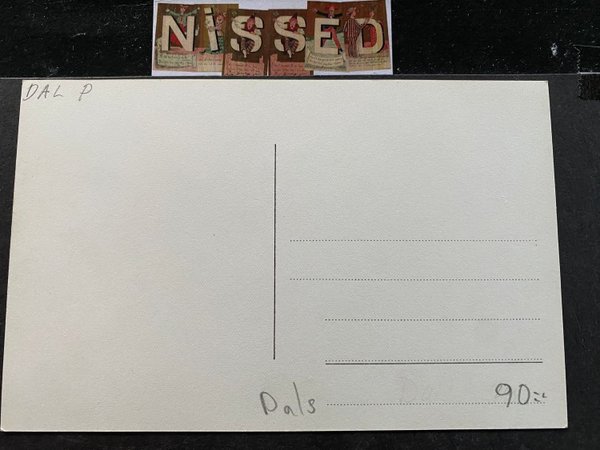 NiSSED
DAL P
Dals
90:-